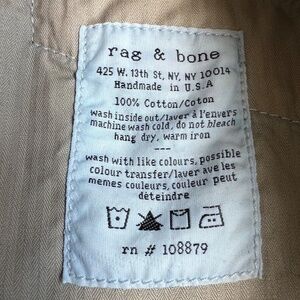 rag & bone
425 W. 13th St, NY, NY 10014
Handmade in U.S.A
100% Cotton/Coton
wash inside out/laver à l'envers
machine wash cold, do not bleach
hang dry, warm iron
---
wash with like colours, possible
colour transfer/laver ave les
memes couleurs, couleur peut
déteindre
rn # 108879